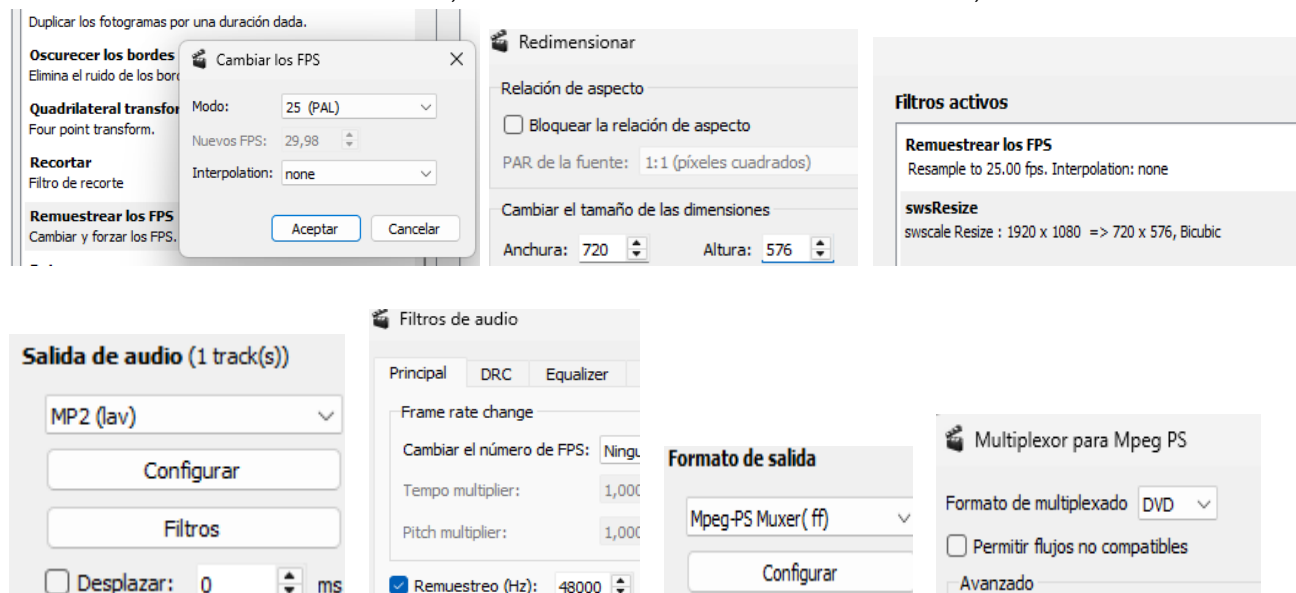 Duplicar los fotogramas por una duración dada.
Oscurecer los bordes
Elimina el ruido de los bord
Quadrilateral transfor
Four point transform.
Recortar
Filtro de recorte
Remuestrear los FPS
Cambiar y forzar los FPS.
Cambiar los FPS
Modo: 25 (PAL)
Nuevos FPS: 29,98
Interpolation: none
Aceptar Cancelar
Redimensionar
Relación de aspecto
Bloquear la relación de aspecto
PAR de la fuente: 1:1 (píxeles cuadrados)
Cambiar el tamaño de las dimensiones
Anchura: 720 Altura: 576
Filtros activos
Remuestrear los FPS
Resample to 25.00 fps. Interpolation: none
swsResize
swscale Resize : 1920 x 1080 => 720 x 576, Bicubic
Salida de audio (1 track(s))
MP2 (lav)
Configurar
Filtros
Desplazar: 0 ms
Filtros de audio
Principal DRC Equalizer
Frame rate change
Cambiar el número de FPS: Ningu
Tempo multiplier: 1,000
Pitch multiplier: 1,000
Remuestreo (Hz): 48000
Formato de salida
Mpeg-PS Muxer( ff)
Configurar
Multiplexor para Mpeg PS
Formato de multiplexado DVD
Permitir flujos no compatibles
Avanzado